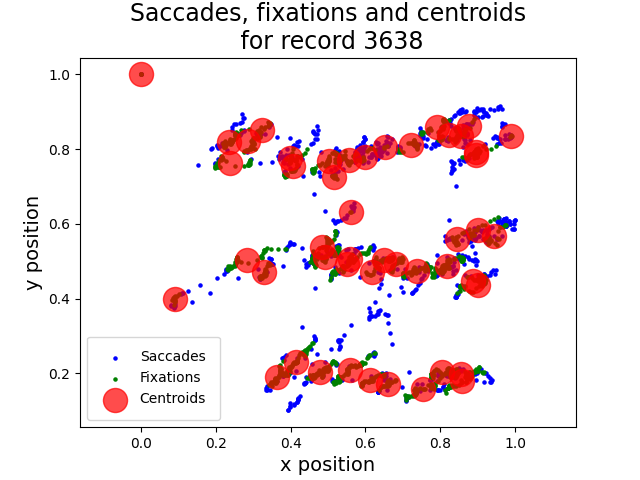 Saccades, fixations and centroids
for record 3638
1.0
0.8
0.6
0.4
0.2
y position
Saccades
Fixations
Centroids
0.0 0.2 0.4 0.6 0.8 1.0
x position